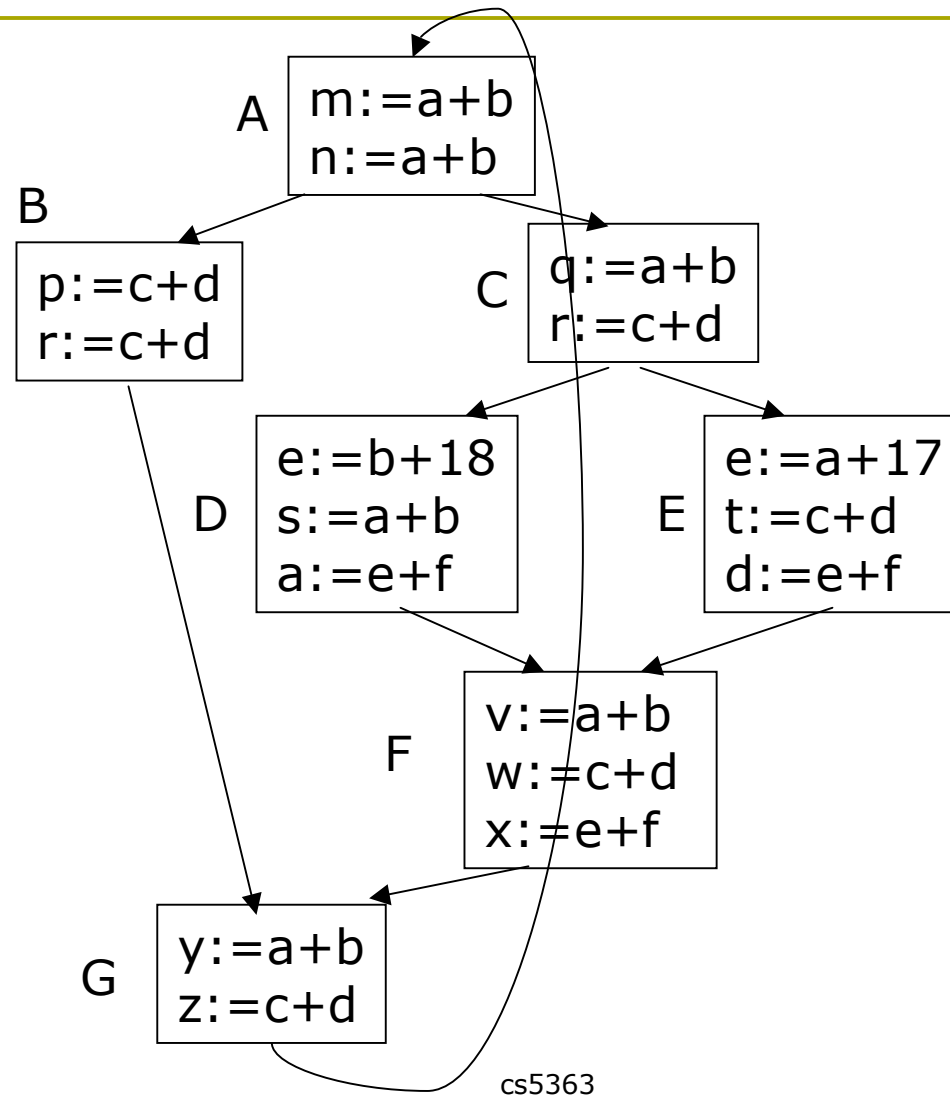 A
m:=a+b
n:=a+b
B
p:=c+d
r:=c+d
C
q:=a+b
r:=c+d
D
e:=b+18
s:=a+b
a:=e+f
E
e:=a+17
t:=c+d
d:=e+f
F
v:=a+b
w:=c+d
x:=e+f
G
y:=a+b
z:=c+d
cs5363